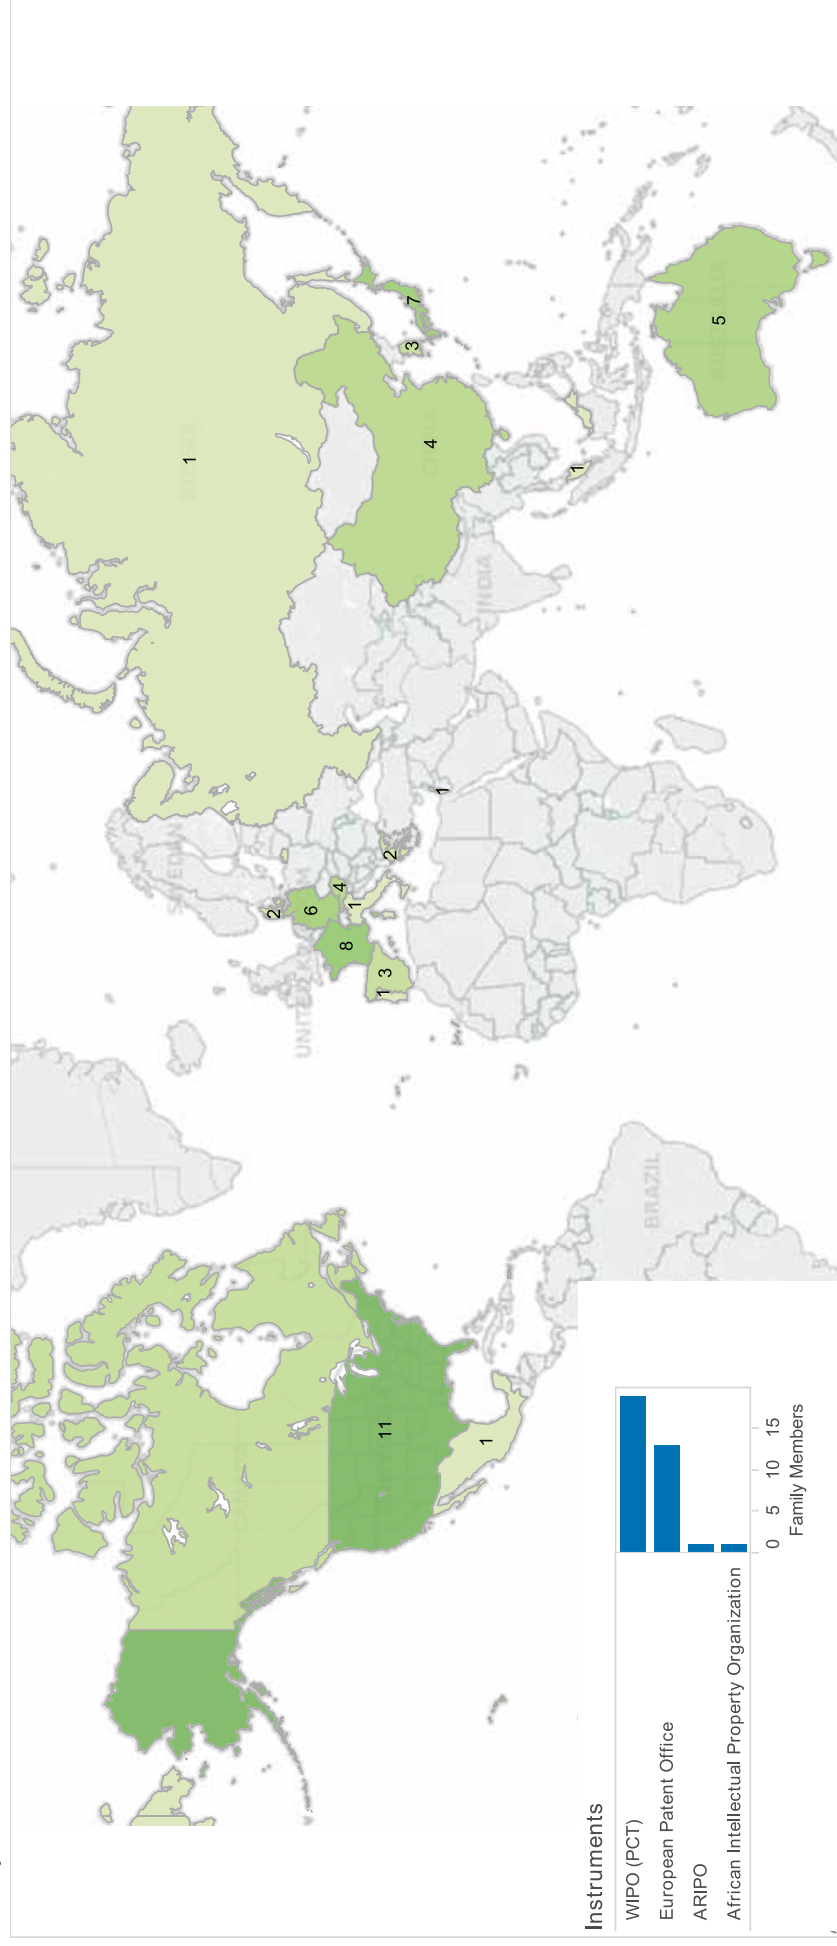 RUSSIA
SWEDEN
UNITED
CHINA
INDIA
AUSTRALIA
BRAZIL
1
2
6
4
8
1
3
1
2
1
4
3
7
1
5
11
1
Instruments
WIPO (PCT)
European Patent Office
ARIPO
African Intellectual Property Organization
0 5 10 15
Family Members